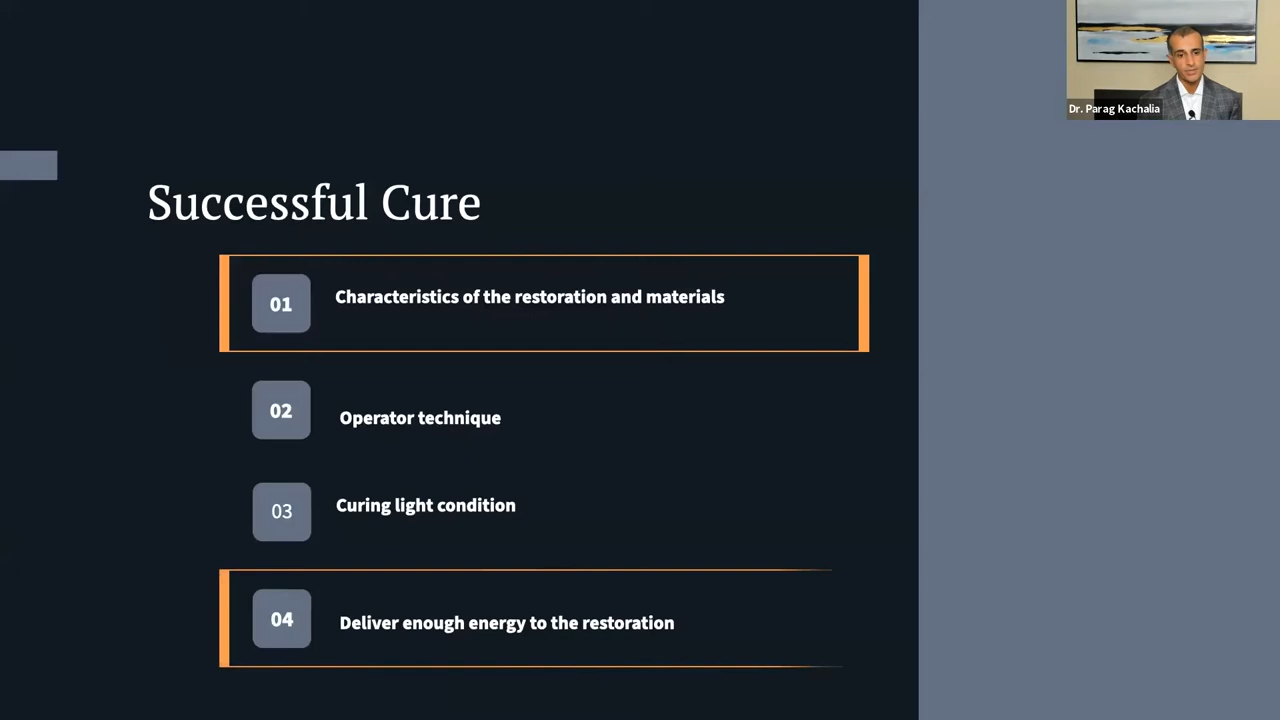 Dr. Parag Kachalia
Successful Cure
01 Characteristics of the restoration and materials
02 Operator technique
03 Curing light condition
04 Deliver enough energy to the restoration